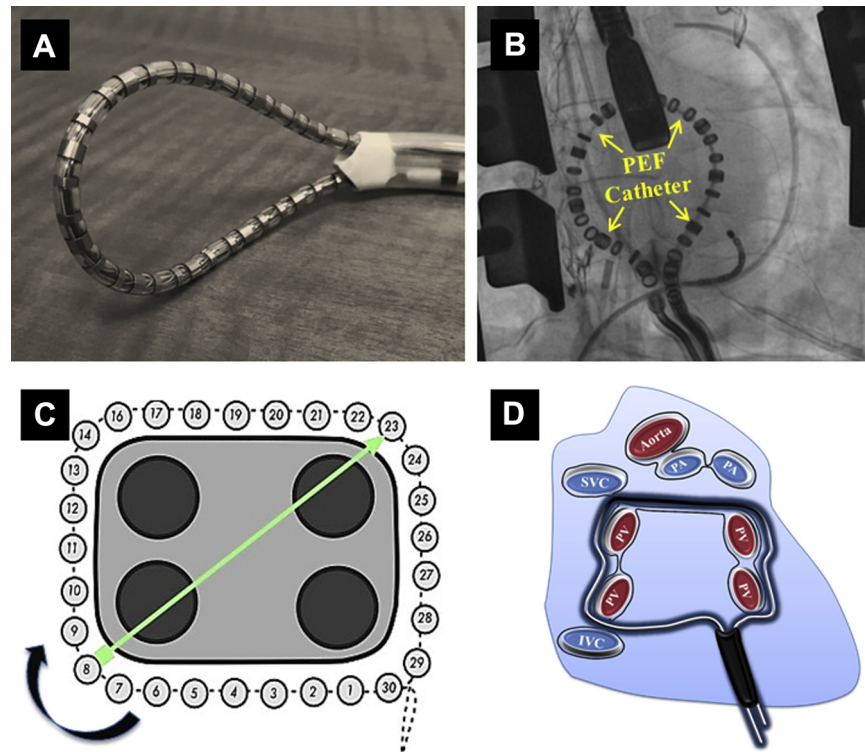 A
B
PEF
Catheter
C
16 17 18 19 20 21 22 23
14 24
13 25
12 26
11 27
10 28
9 29
8
7 6 5 4 3 2 1 30
D
Aorta
PA PA
SVC
PV PV
PV PV
IVC